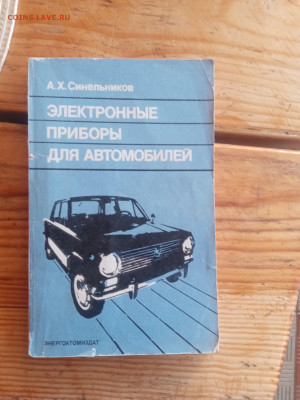 COINS.LAVE.RU
А.Х.Синельников
ЭЛЕКТРОННЫЕ
ПРИБОРЫ
ДЛЯ АВТОМОБИЛЕЙ
ЭНЕРГОАТОМИЗДАТ